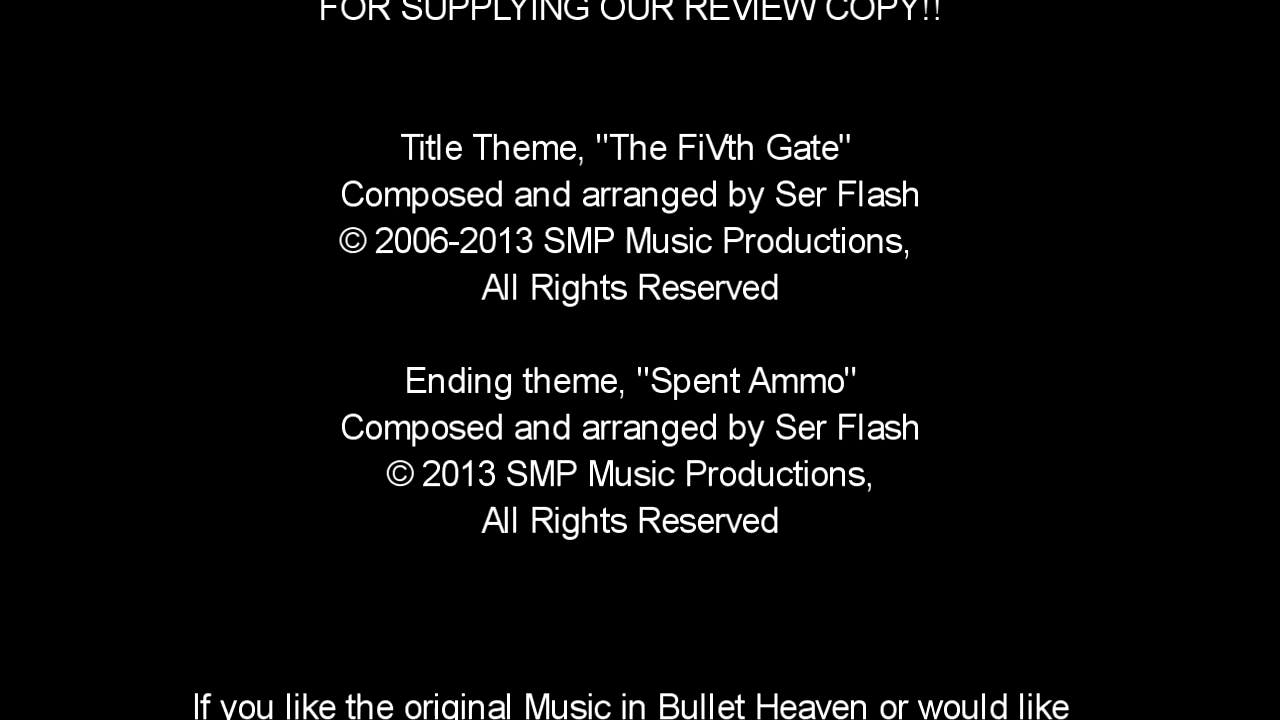 FOR SUPPLYING OUR REVIEW COPY!!
Title Theme, "The FiVth Gate"
Composed and arranged by Ser Flash
© 2006-2013 SMP Music Productions,
All Rights Reserved
Ending theme, "Spent Ammo"
Composed and arranged by Ser Flash
© 2013 SMP Music Productions,
All Rights Reserved
If you like the original Music in Bullet Heaven or would like